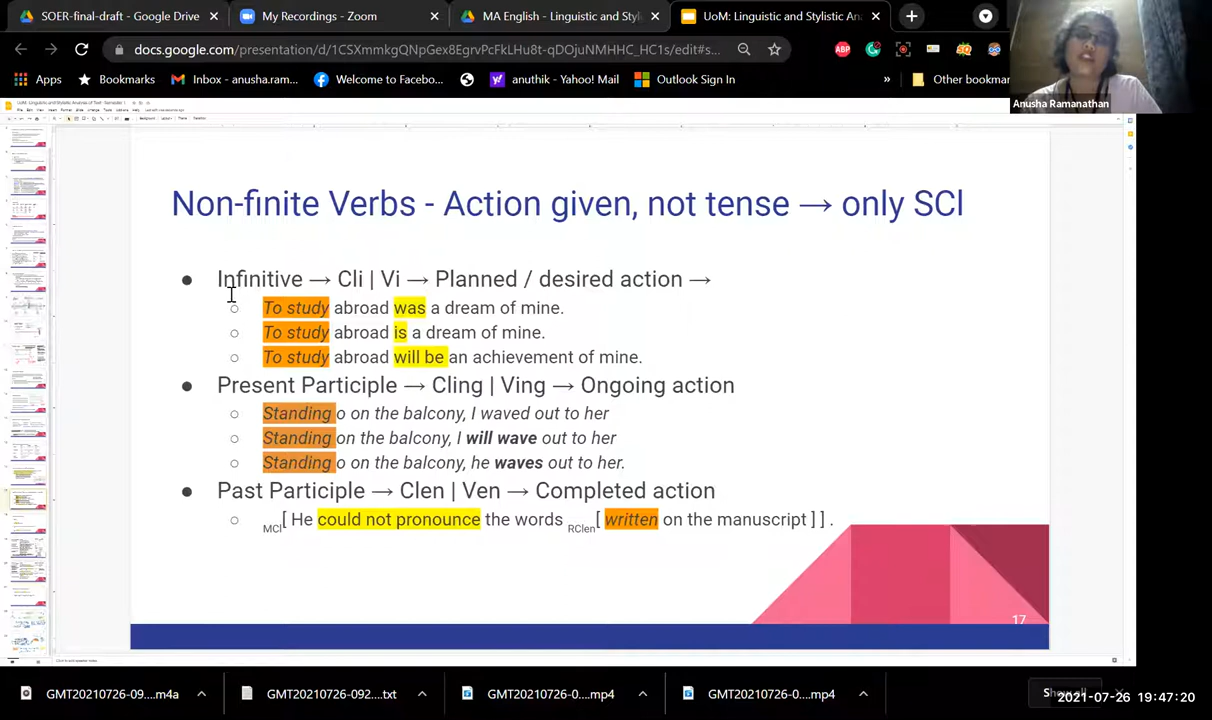 SOER-final-draft - Google Drive
My Recordings - Zoom
MA English - Linguistic and Styl
UoM: Linguistic and Stylistic An
docs.google.com/presentation/d/1CSXmmkgQNpGex8EgrvPcFkLHu8t-qDOjuNMHHC_HC1s/edit#s...
ABP
Apps
Bookmarks
Inbox - anusha.ram...
Welcome to Facebo...
anuthik - Yahoo! Mail
Outlook Sign In
»
Other bookmar
Anusha Ramanathan
Non-finite Verbs - Action given, not tense → only SCl
● Infinitive → Cli | Vi → Planned / desired action →
○ To study abroad was a dream of mine.
○ To study abroad is a dream of mine.
○ To study abroad will be an achievement of mine.
● Present Participle → Cling | Ving → Ongoing action
○ Standing o on the balcony, I waved out to her
○ Standing on the balcony, I will wave out to her
○ Standing o on the balcony, he waves out to her.
● Past Participle → Clen | Ven → Completed action
○ MCl[ He could not pronounce the words RClen[ written on the manuscript ] ] .
17
GMT20210726-09....m4a
GMT20210726-092....txt
GMT20210726-0....mp4
GMT20210726-0....mp4
2021-07-26 19:47:20